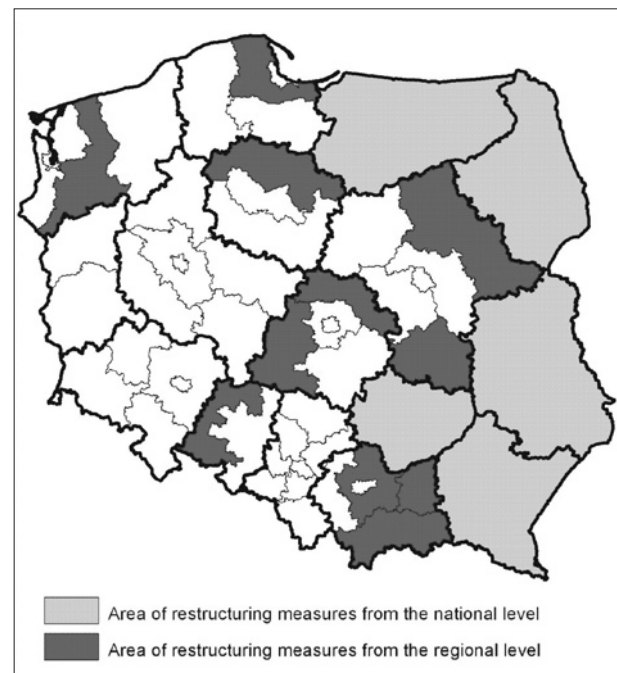 Area of restructuring measures from the national level
Area of restructuring measures from the regional level